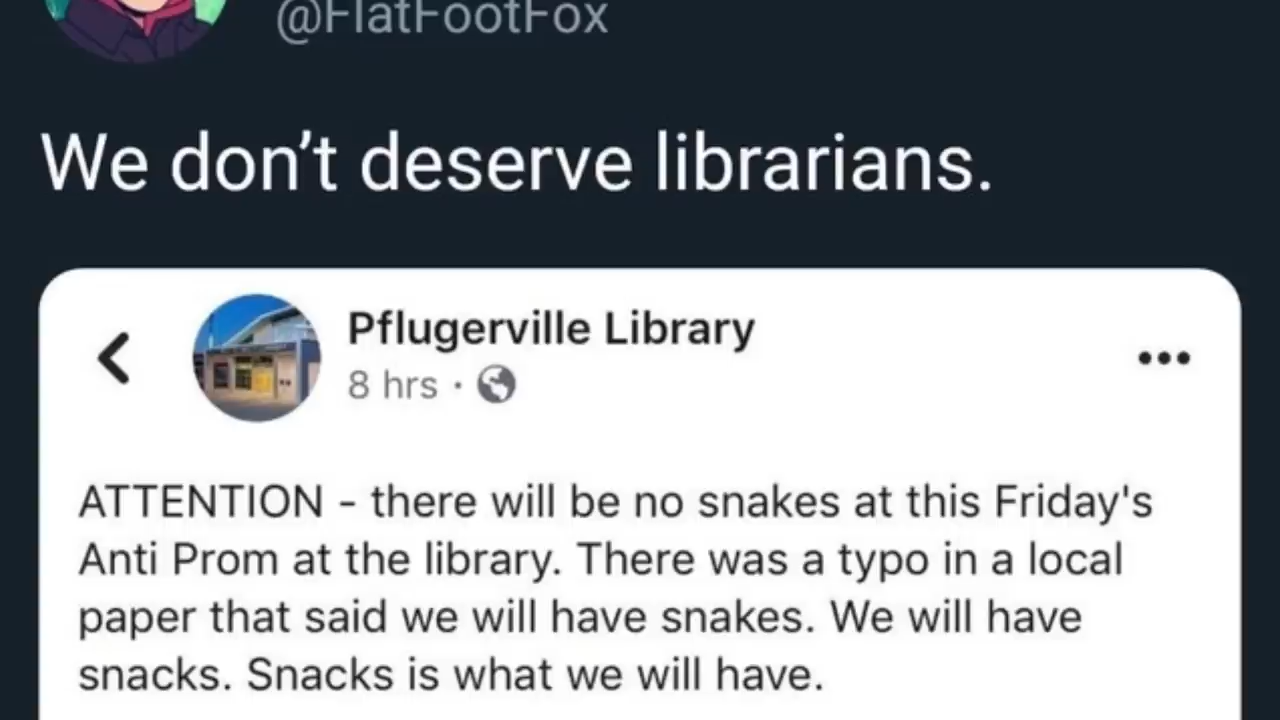 @FlatFootFox
We don’t deserve librarians.
Pflugerville Library
8 hrs ·
ATTENTION - there will be no snakes at this Friday's
Anti Prom at the library. There was a typo in a local
paper that said we will have snakes. We will have
snacks. Snacks is what we will have.